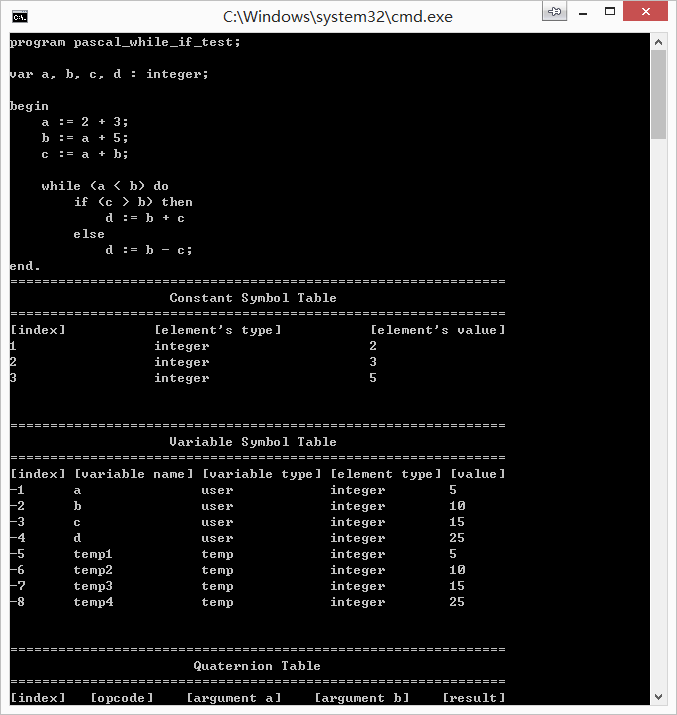 C:\Windows\system32\cmd.exe
program pascal_while_if_test;
var a, b, c, d : integer;
begin
    a := 2 + 3;
    b := a + 5;
    c := a + b;
    while (a < b) do
        if (c > b) then
            d := b + c
        else
            d := b - c;
end.
==============================================================
                    Constant Symbol Table
==============================================================
[index]           [element's type]           [element's value]
1                 integer                    2
2                 integer                    3
3                 integer                    5
==============================================================
                    Variable Symbol Table
==============================================================
[index] [variable name] [variable type] [element type] [value]
-1      a               user            integer        5
-2      b               user            integer        10
-3      c               user            integer        15
-4      d               user            integer        25
-5      temp1           temp            integer        5
-6      temp2           temp            integer        10
-7      temp3           temp            integer        15
-8      temp4           temp            integer        25
==============================================================
                       Quaternion Table
==============================================================
[index]   [opcode]    [argument a]    [argument b]    [result]